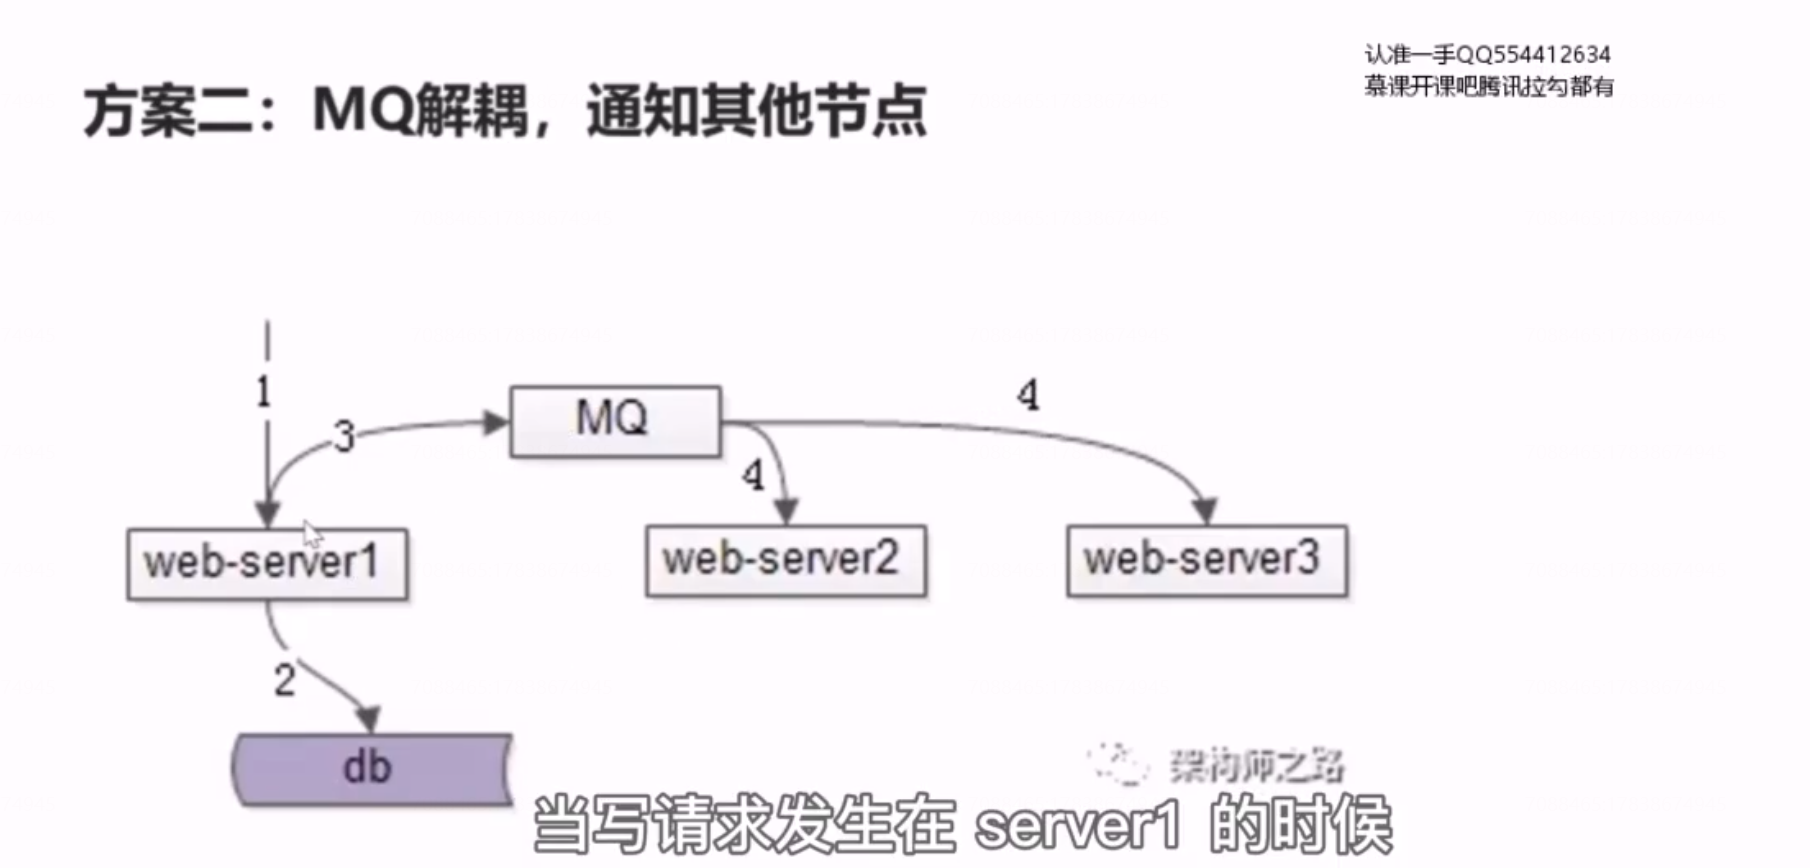 认准一手QQ554412634
慕课开课吧腾讯拉勾都有
方案二：MQ解耦，通知其他节点
1
3
MQ
4
4
web-server1
web-server2
web-server3
2
db
架构师之路
当写请求发生在 server1 的时候